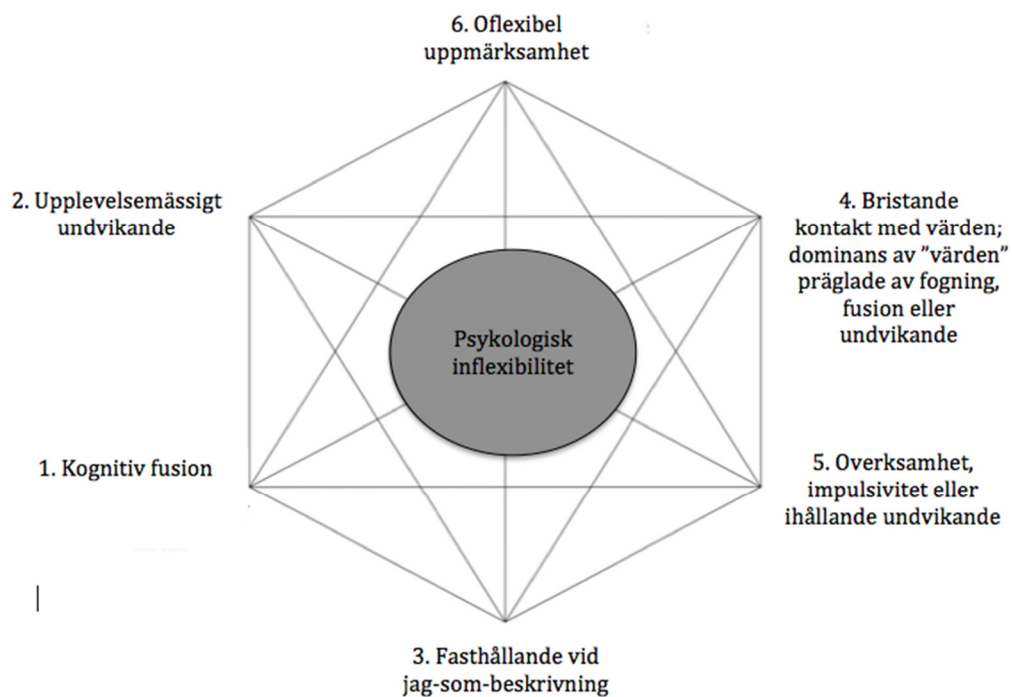 6. Oflexibel
uppmärksamhet
2. Upplevelsemässigt
undvikande
4. Bristande
kontakt med värden;
dominans av ”värden”
präglade av fogning,
fusion eller
undvikande
Psykologisk
inflexibilitet
1. Kognitiv fusion
5. Overksamhet,
impulsivitet eller
ihållande undvikande
3. Fasthållande vid
jag-som-beskrivning